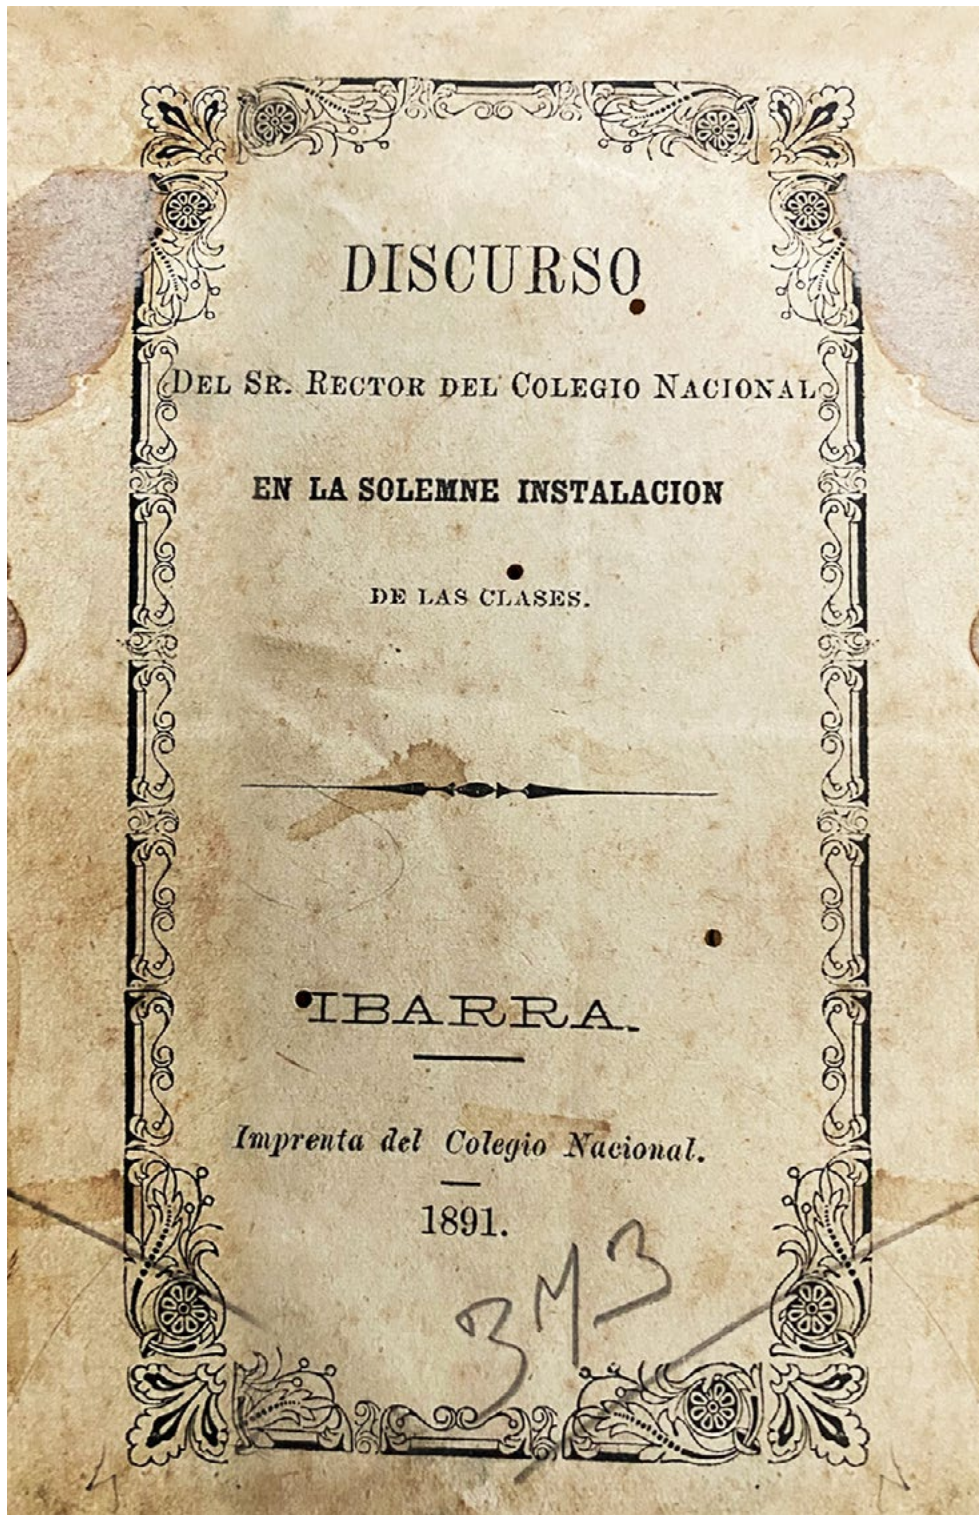 DISCURSO
DEL SR. RECTOR DEL COLEGIO NACIONAL
EN LA SOLEMNE INSTALACION
DE LAS CLASES.
IBARRA.
Imprenta del Colegio Nacional.
1891.
3M3